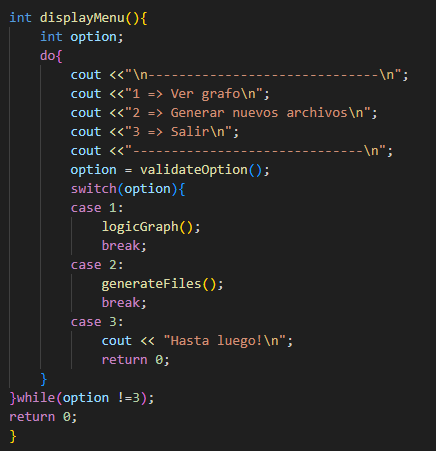 int displayMenu(){
    int option;
    do{
        cout <<"\n------------------------------\n";
        cout <<"1 => Ver grafo\n";
        cout <<"2 => Generar nuevos archivos\n";
        cout <<"3 => Salir\n";
        cout <<"------------------------------\n";
        option = validateOption();
        switch(option){
        case 1:
            logicGraph();
            break;
        case 2:
            generateFiles();
            break;
        case 3:
            cout << "Hasta luego!\n";
            return 0;
    }
}while(option !=3);
return 0;
}